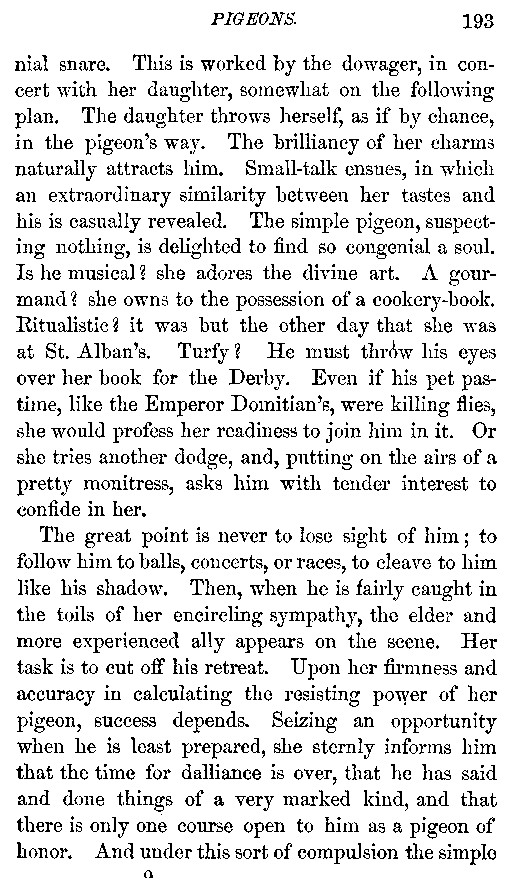 PIGEONS. 193
nial snare. This is worked by the dowager, in con-
cert with her daughter, somewhat on the following
plan. The daughter throws herself, as if by chance,
in the pigeon's way. The brilliancy of her charms
naturally attracts him. Small-talk ensues, in which
an extraordinary similarity between her tastes and
his is casually revealed. The simple pigeon, suspect-
ing nothing, is delighted to find so congenial a soul.
Is he musical? she adores the divine art. A gour-
mand? she owns to the possession of a cookery-book.
Ritualistic? it was but the other day that she was
at St. Alban's. Turfy? He must throw his eyes
over her book for the Derby. Even if his pet pas-
time, like the Emperor Domitian's, were killing flies,
she would profess her readiness to join him in it. Or
she tries another dodge, and, putting on the airs of a
pretty monitress, asks him with tender interest to
confide in her.
The great point is never to lose sight of him; to
follow him to balls, concerts, or races, to cleave to him
like his shadow. Then, when he is fairly caught in
the toils of her encircling sympathy, the elder and
more experienced ally appears on the scene. Her
task is to cut off his retreat. Upon her firmness and
accuracy in calculating the resisting power of her
pigeon, success depends. Seizing an opportunity
when he is least prepared, she sternly informs him
that the time for dalliance is over, that he has said
and done things of a very marked kind, and that
there is only one course open to him as a pigeon of
honor. And under this sort of compulsion the simple